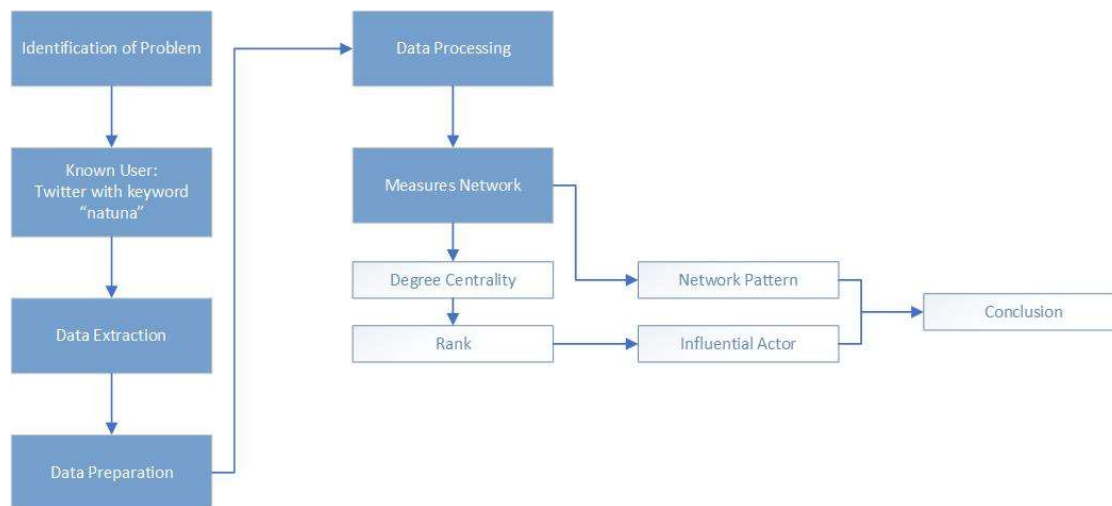 Identification of Problem
Known User:
Twitter with keyword
“natuna”
Data Extraction
Data Preparation
Data Processing
Measures Network
Degree Centrality
Rank
Network Pattern
Influential Actor
Conclusion